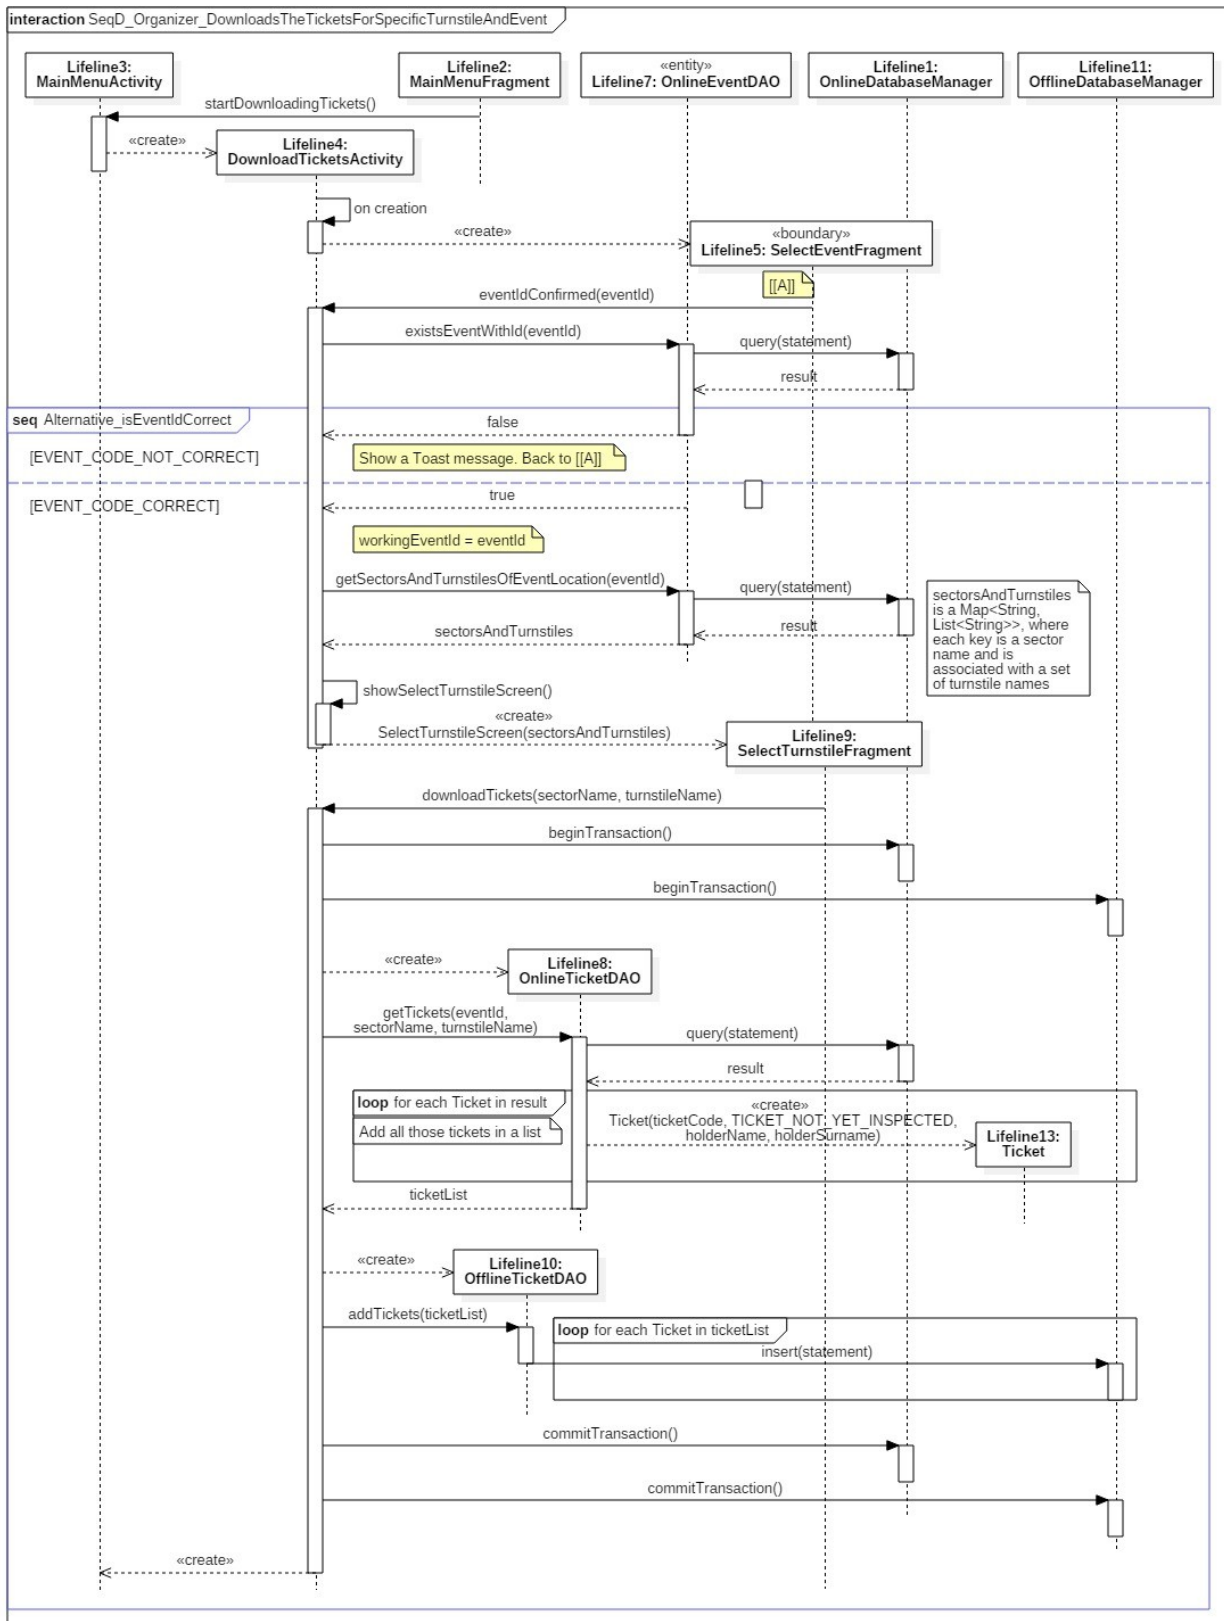 interaction SeqD_Organizer_DownloadsTheTicketsForSpecificTurnstileAndEvent
Lifeline3:
MainMenuActivity
Lifeline2:
MainMenuFragment
«entity»
Lifeline7: OnlineEventDAO
Lifeline1:
OnlineDatabaseManager
Lifeline11:
OfflineDatabaseManager
startDownloadingTickets()
«create»
Lifeline4:
DownloadTicketsActivity
on creation
«create»
«boundary»
Lifeline5: SelectEventFragment
[[A]]
eventIdConfirmed(eventId)
existsEventWithId(eventId)
query(statement)
result
seq Alternative_isEventIdCorrect
false
[EVENT_CODE_NOT_CORRECT]
Show a Toast message. Back to [[A]]
true
[EVENT_CODE_CORRECT]
workingEventId = eventId
getSectorsAndTurnstilesOfEventLocation(eventId)
query(statement)
result
sectorsAndTurnstiles
sectorsAndTurnstiles
is a Map<String,
List<String>>, where
each key is a sector
name and is
associated with a set
of turnstile names
showSelectTurnstileScreen()
«create»
SelectTurnstileScreen(sectorsAndTurnstiles)
Lifeline9:
SelectTurnstileFragment
downloadTickets(sectorName, turnstileName)
beginTransaction()
beginTransaction()
«create»
Lifeline8:
OnlineTicketDAO
getTickets(eventId,
sectorName, turnstileName)
query(statement)
result
loop for each Ticket in result
Add all those tickets in a list
«create»
Ticket(ticketCode, TICKET_NOT_YET_INSPECTED,
holderName, holderSurname)
Lifeline13:
Ticket
ticketList
«create»
Lifeline10:
OfflineTicketDAO
addTickets(ticketList)
loop for each Ticket in ticketList
insert(statement)
commitTransaction()
commitTransaction()
«create»